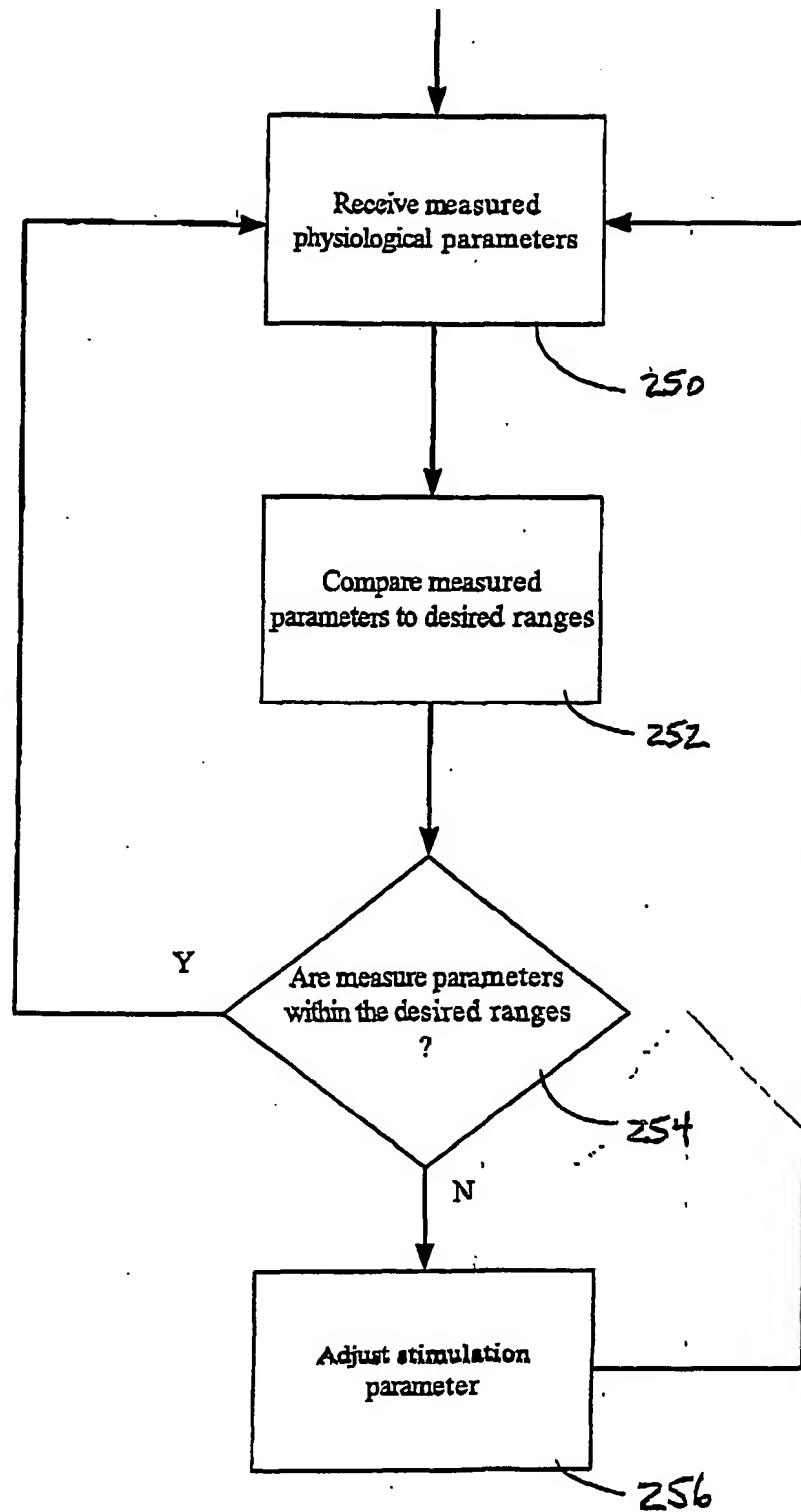 Receive measured
physiological parameters
250
Compare measured
parameters to desired ranges
252
Y
Are measure parameters
within the desired ranges
?
254
N
Adjust stimulation
parameter
256